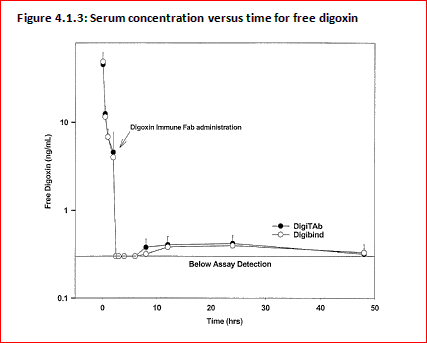 Figure 4.1.3: Serum concentration versus time for free digoxin
10
Digoxin Immune Fab administration
Free Digoxin (ng/mL)
1
DigiTAb
Digibind
Below Assay Detection
0.1
0 10 20 30 40 50
Time (hrs)